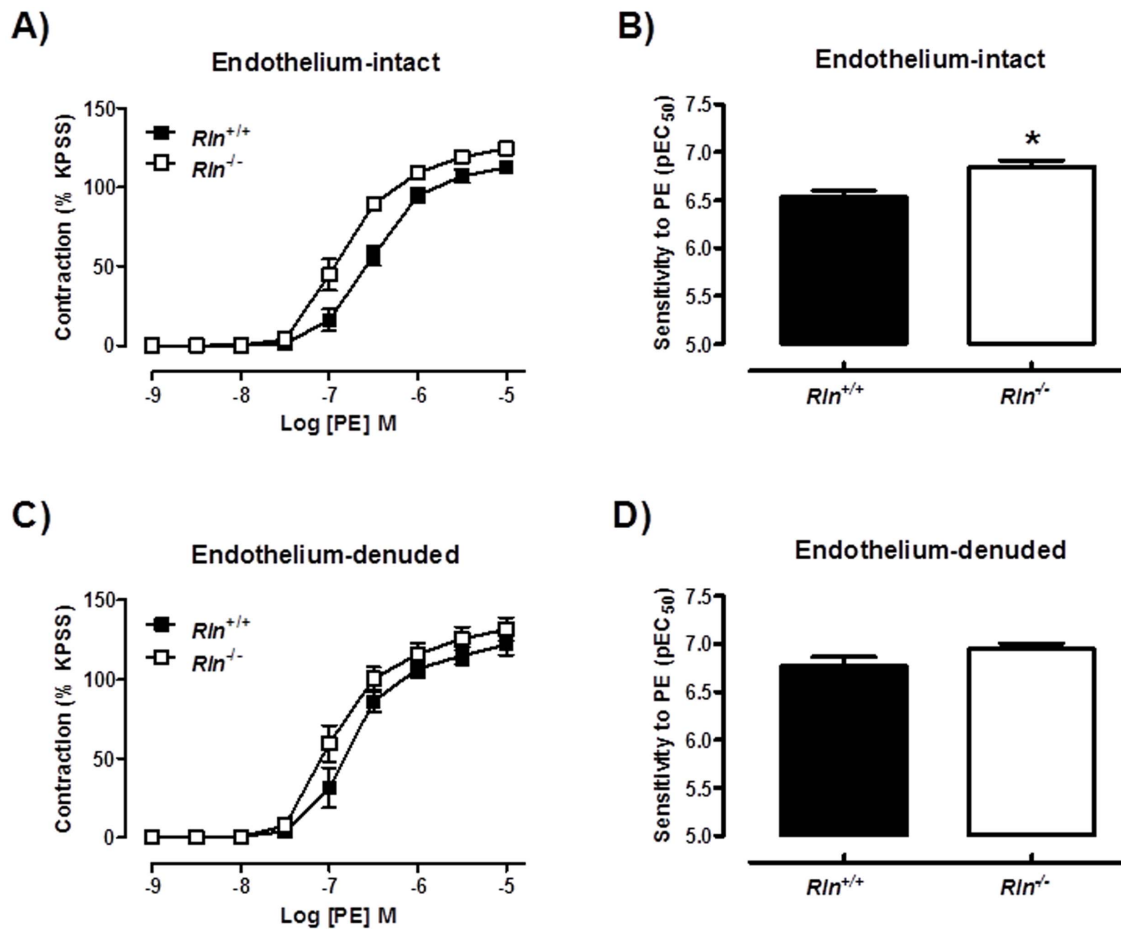 A)
Endothelium-intact
Contraction (% KPSS)
150
100
50
0
Rln+/+
Rln-/-
-9 -8 -7 -6 -5
Log [PE] M
B)
Endothelium-intact
Sensitivity to PE (pEC50)
7.5
7.0
6.5
6.0
5.5
5.0
*
Rln+/+ Rln-/-
C)
Endothelium-denuded
Contraction (% KPSS)
150
100
50
0
Rln+/+
Rln-/-
-9 -8 -7 -6 -5
Log [PE] M
D)
Endothelium-denuded
Sensitivity to PE (pEC50)
7.5
7.0
6.5
6.0
5.5
5.0
Rln+/+ Rln-/-